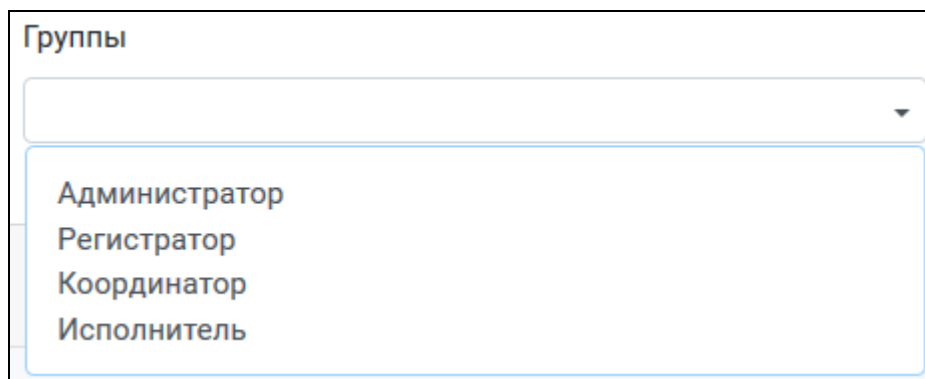 Группы
Администратор
Регистратор
Координатор
Исполнитель